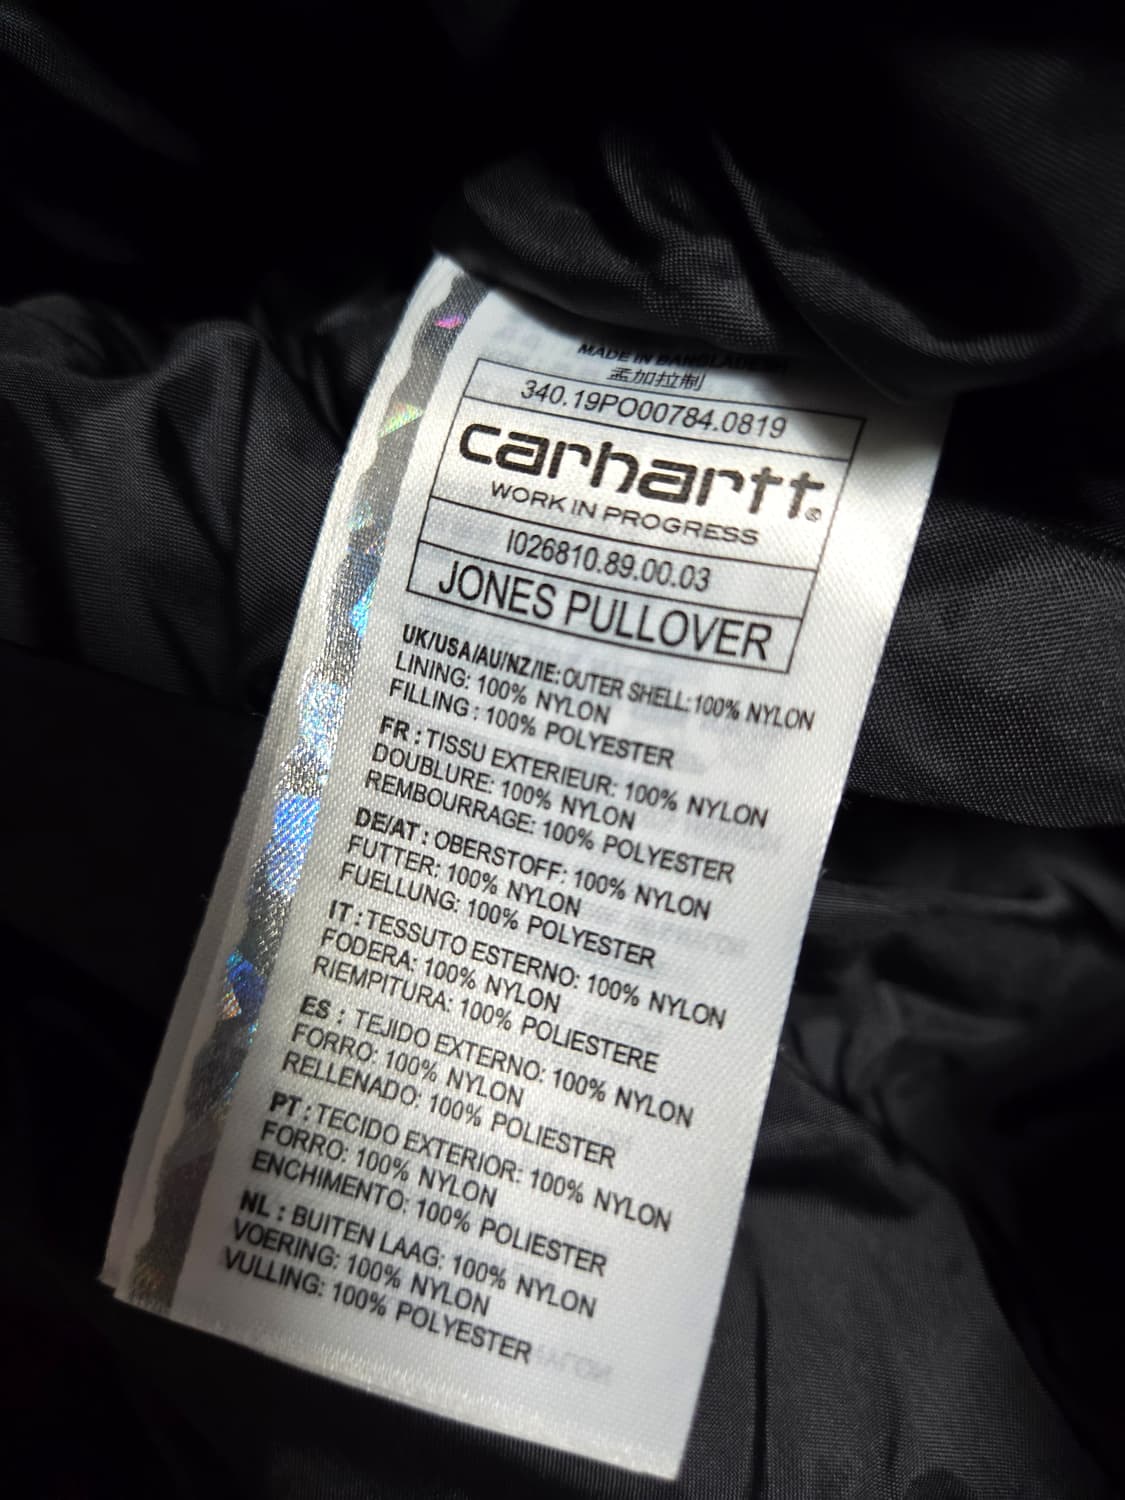 MADE IN BANGLADESH
孟加拉制
340.19PO00784.0819
carhartt®
WORK IN PROGRESS
I026810.89.00.03
JONES PULLOVER
UK/USA/AU/NZ/IE: OUTER SHELL: 100% NYLON
LINING: 100% NYLON
FILLING : 100% POLYESTER
FR : TISSU EXTERIEUR: 100% NYLON
DOUBLURE: 100% NYLON
REMBOURRAGE: 100% POLYESTER
DE/AT : OBERSTOFF: 100% NYLON
FUTTER: 100% NYLON
FUELLUNG: 100% POLYESTER
IT : TESSUTO ESTERNO: 100% NYLON
FODERA: 100% NYLON
RIEMPITURA: 100% POLIESTERE
ES : TEJIDO EXTERNO: 100% NYLON
FORRO: 100% NYLON
RELLENADO: 100% POLIESTER
PT : TECIDO EXTERIOR: 100% NYLON
FORRO: 100% NYLON
ENCHIMENTO: 100% POLIESTER
NL : BUITEN LAAG: 100% NYLON
VOERING: 100% NYLON
VULLING: 100% POLYESTER